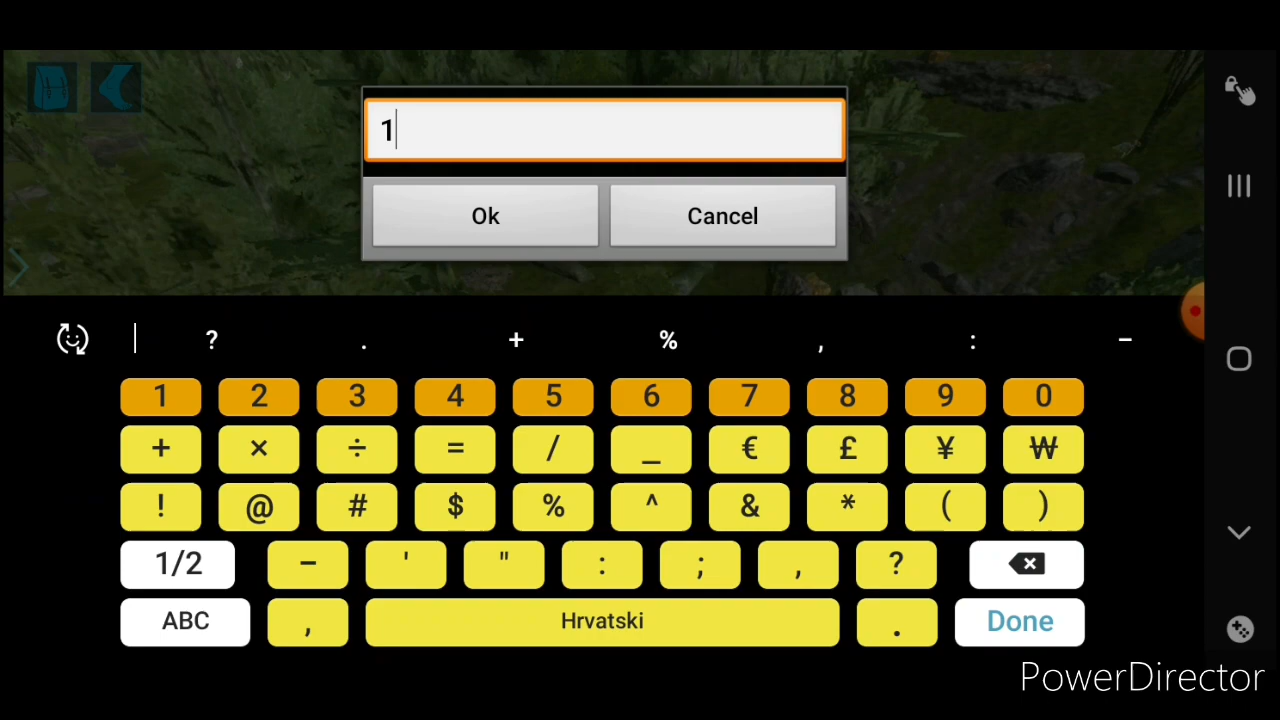 1
Ok Cancel
? . + % , : -
1 2 3 4 5 6 7 8 9 0
+ × ÷ = / _ € £ ¥ ₩
! @ # $ % ^ & * ( )
1/2 - ' " : ; , ?
ABC , Hrvatski . Done
PowerDirector